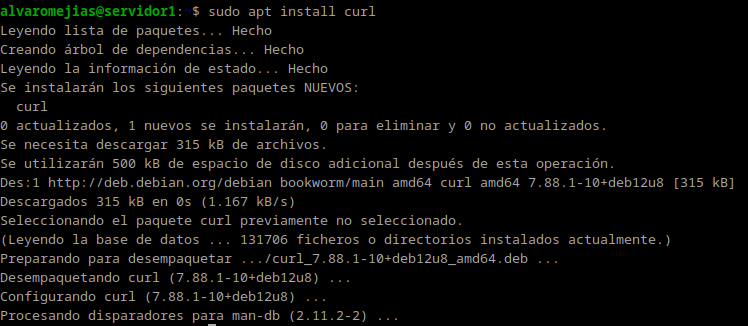 alvaromejias@servidor1:~$ sudo apt install curl
Leyendo lista de paquetes... Hecho
Creando árbol de dependencias... Hecho
Leyendo la información de estado... Hecho
Se instalarán los siguientes paquetes NUEVOS:
  curl
0 actualizados, 1 nuevos se instalarán, 0 para eliminar y 0 no actualizados.
Se necesita descargar 315 kB de archivos.
Se utilizarán 500 kB de espacio de disco adicional después de esta operación.
Des:1 http://deb.debian.org/debian bookworm/main amd64 curl amd64 7.88.1-10+deb12u8 [315 kB]
Descargados 315 kB en 0s (1.167 kB/s)
Seleccionando el paquete curl previamente no seleccionado.
(Leyendo la base de datos ... 131706 ficheros o directorios instalados actualmente.)
Preparando para desempaquetar .../curl_7.88.1-10+deb12u8_amd64.deb ...
Desempaquetando curl (7.88.1-10+deb12u8) ...
Configurando curl (7.88.1-10+deb12u8) ...
Procesando disparadores para man-db (2.11.2-2) ...